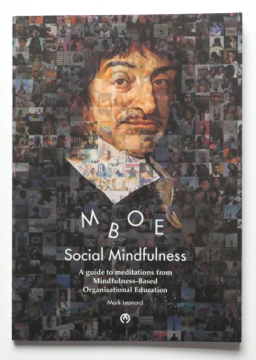 MBOE
Social Mindfulness
A guide to meditations from
Mindfulness-Based
Organisational Education
Mark Leonard